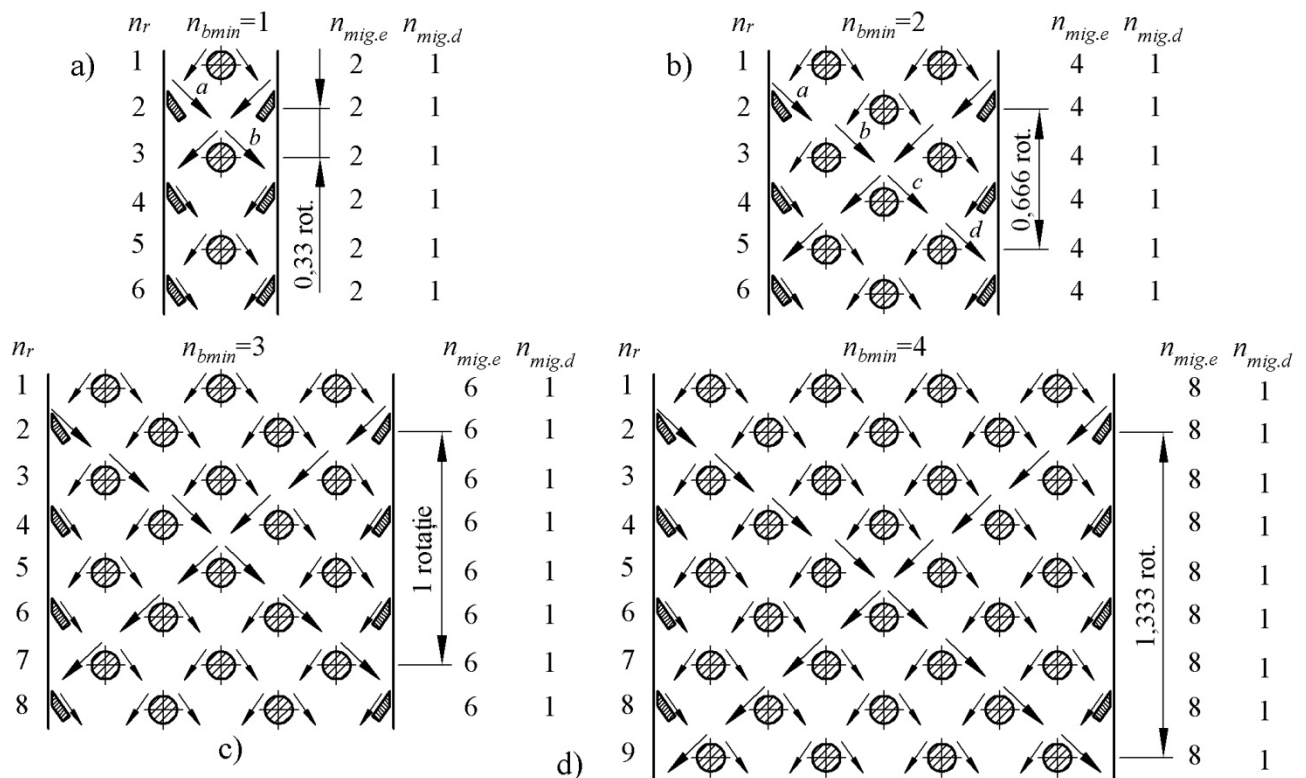 n_r n_bmin=1 n_mig.e n_mig.d
a)
1 2 1
a
2 2 1
b
3 2 1
4 2 1
5 2 1
6 2 1
0,33 rot.
n_r n_bmin=2 n_mig.e n_mig.d
b)
1 4 1
a
2 4 1
b
3 4 1
c
4 4 1
d
5 4 1
6 4 1
0,666 rot.
n_r n_bmin=3 n_mig.e n_mig.d
1 6 1
2 6 1
3 6 1
4 6 1
5 6 1
6 6 1
7 6 1
8 6 1
1 rotație
c)
n_r n_bmin=4 n_mig.e n_mig.d
1 8 1
2 8 1
3 8 1
4 8 1
5 8 1
6 8 1
7 8 1
8 8 1
9 8 1
1,333 rot.
d)